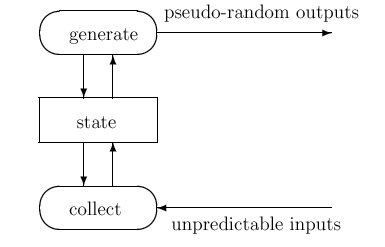 pseudo-random outputs
generate
state
collect
unpredictable inputs